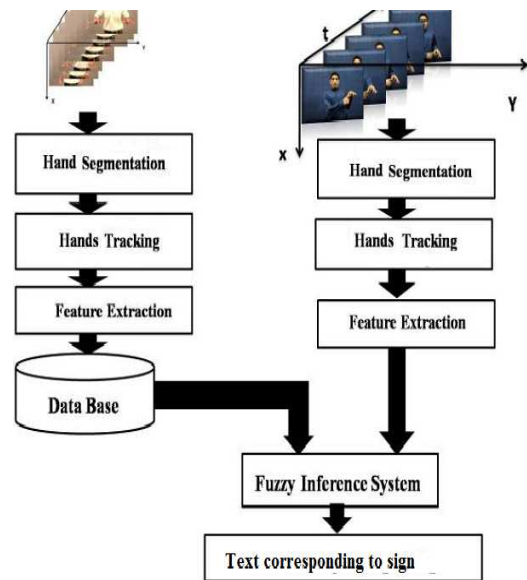 Y
X
t
Y
x
Hand Segmentation
Hands Tracking
Feature Extraction
Data Base
Hand Segmentation
Hands Tracking
Feature Extraction
Fuzzy Inference System
Text corresponding to sign